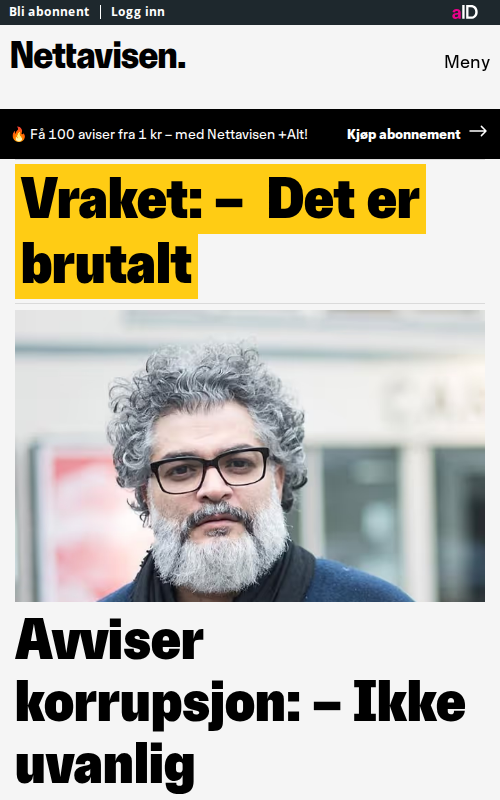 Bli abonnent | Logg inn
aID
Nettavisen.
Meny
🔥 Få 100 aviser fra 1 kr – med Nettavisen +Alt!
Kjøp abonnement →
Vraket: – Det er
brutalt
Avviser
korrupsjon: – Ikke
uvanlig